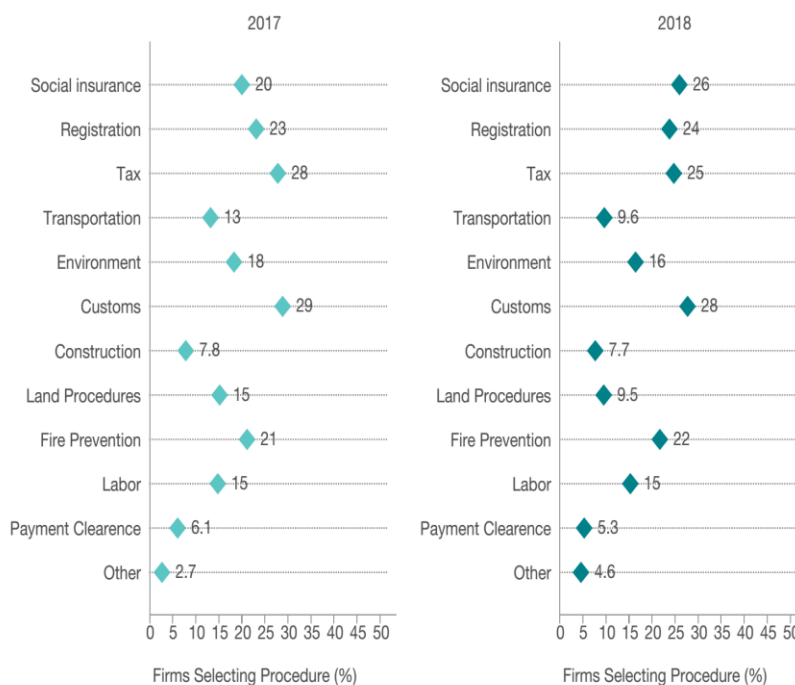 2017
Social insurance 20
Registration 23
Tax 28
Transportation 13
Environment 18
Customs 29
Construction 7.8
Land Procedures 15
Fire Prevention 21
Labor 15
Payment Clearence 6.1
Other 2.7
0 5 10 15 20 25 30 35 40 45 50
Firms Selecting Procedure (%)
2018
Social insurance 26
Registration 24
Tax 25
Transportation 9.6
Environment 16
Customs 28
Construction 7.7
Land Procedures 9.5
Fire Prevention 22
Labor 15
Payment Clearence 5.3
Other 4.6
0 5 10 15 20 25 30 35 40 45 50
Firms Selecting Procedure (%)